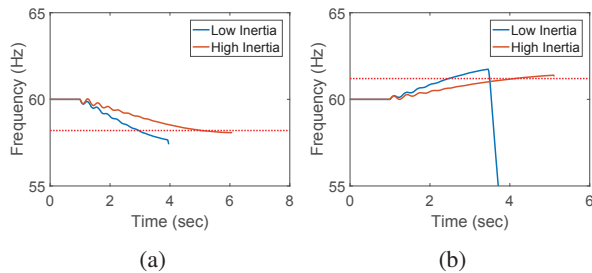 65
60
55
Frequency (Hz)
0
2
4
6
8
Time (sec)
Low Inertia
High Inertia
(a)
65
60
55
Frequency (Hz)
0
2
4
6
Time (sec)
Low Inertia
High Inertia
(b)